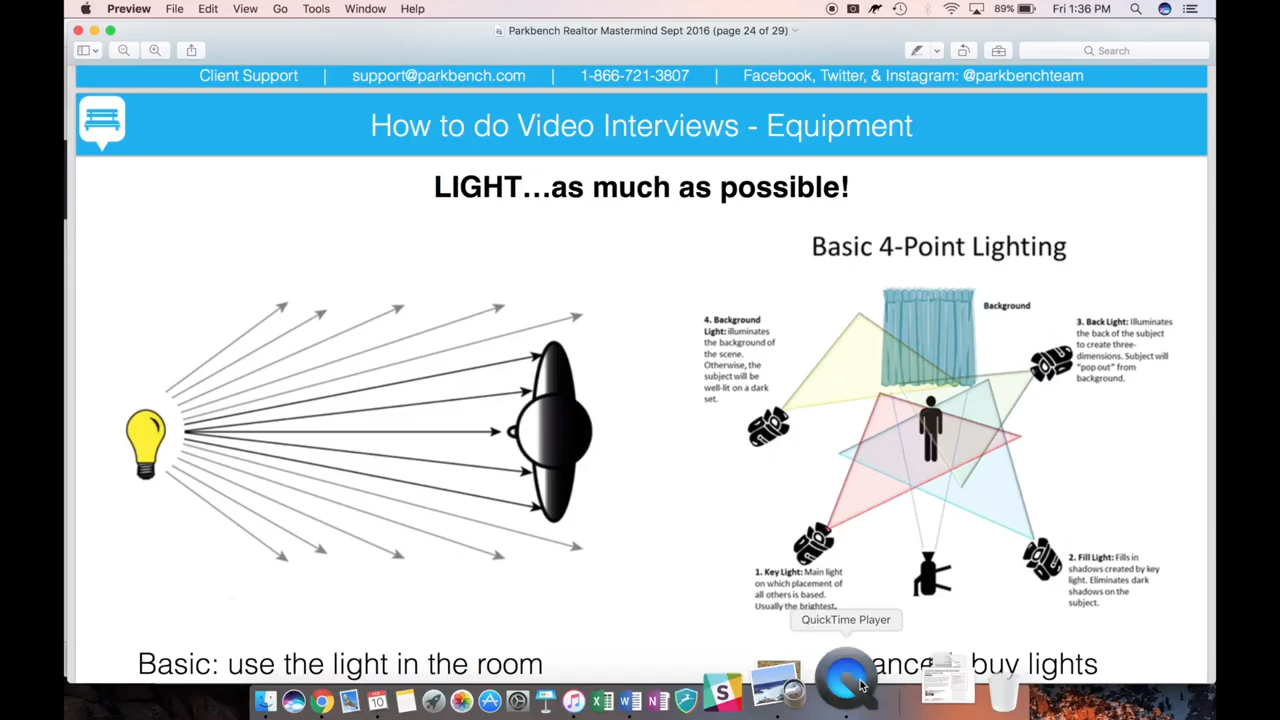 Preview File Edit View Go Tools Window Help 89% Fri 1:36 PM
Parkbench Realtor Mastermind Sept 2016 (page 24 of 29)
Search
Client Support | support@parkbench.com | 1-866-721-3807 | Facebook, Twitter, & Instagram: @parkbenchteam
How to do Video Interviews - Equipment
LIGHT...as much as possible!
Basic 4-Point Lighting
Background
4. Background
Light: illuminates
the background of
the scene.
Otherwise, the
subject will be
well-lit on a dark
set.
3. Back Light: Illuminates
the back of the subject
to create three-
dimensions. Subject will
"pop out" from
background.
1. Key Light: Main light
on which placement of
all others is based.
Usually the brightest.
2. Fill Light: Fills in
shadows created by key
light. Eliminates dark
shadows on the
subject.
QuickTime Player
Basic: use the light in the room
buy lights